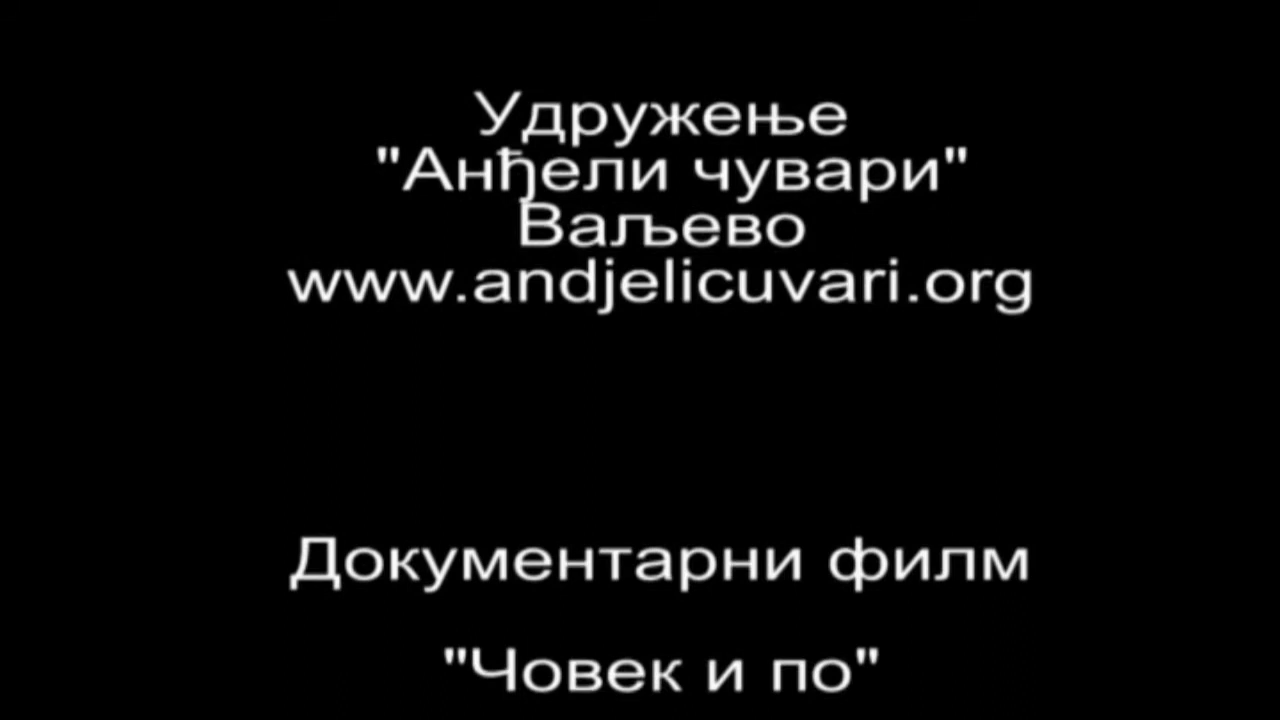 Удружење
"Анђели чувари"
Ваљево
www.andjelicuvari.org
Документарни филм
"Човек и по"